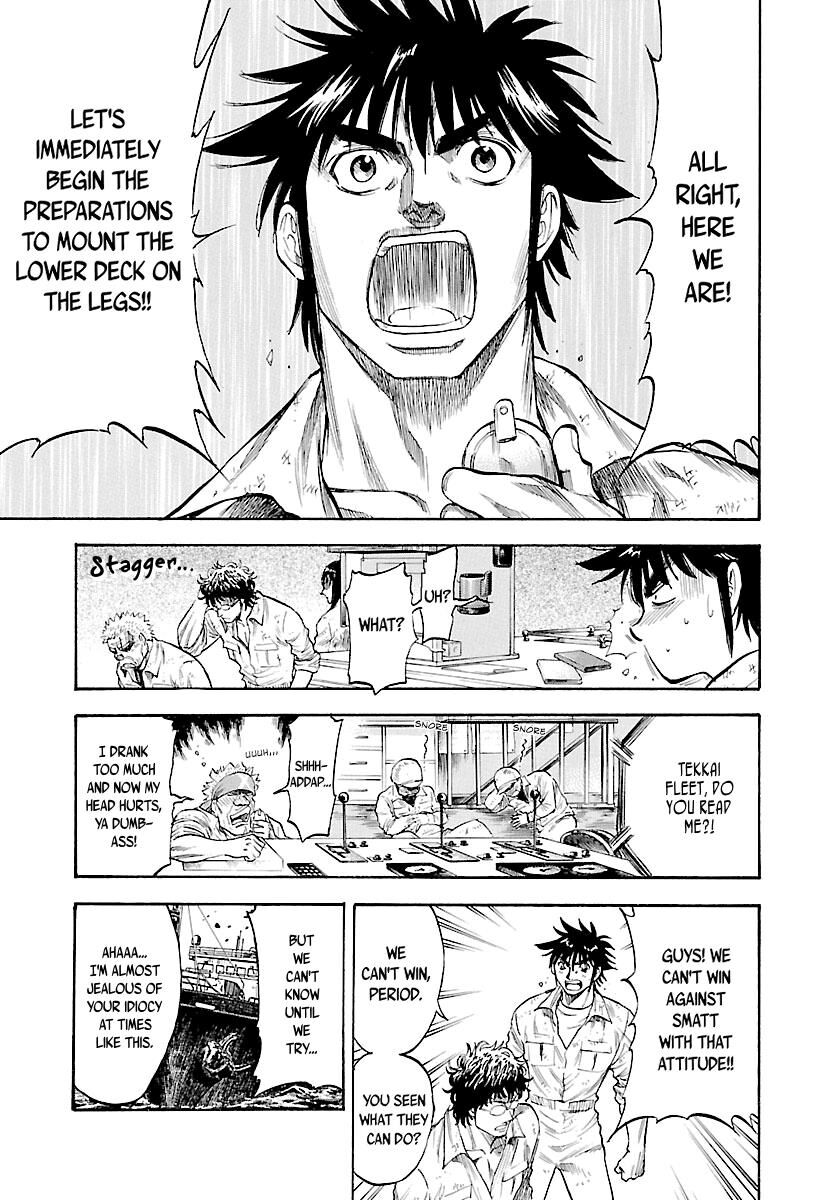 ALL
RIGHT,
HERE
WE
ARE!
LET'S
IMMEDIATELY
BEGIN THE
PREPARATIONS
TO MOUNT THE
LOWER DECK ON
THE LEGS!!
UH?
WHAT?
Stagger...
TEKKAI
FLEET, DO
YOU READ
ME?!
SNORE
SNORE
SHHH-
ADDAP...
UUUH...
I DRANK
TOO MUCH
AND NOW MY
HEAD HURTS,
YA DUMB-
ASS!
GUYS! WE
CAN'T WIN
AGAINST
SMATT
WITH THAT
ATTITUDE!!
WE
CAN'T WIN,
PERIOD.
YOU SEEN
WHAT THEY
CAN DO?
BUT
WE
CAN'T
KNOW
UNTIL
WE
TRY...
AHAAA...
I'M ALMOST
JEALOUS OF
YOUR IDIOCY
AT TIMES
LIKE THIS.